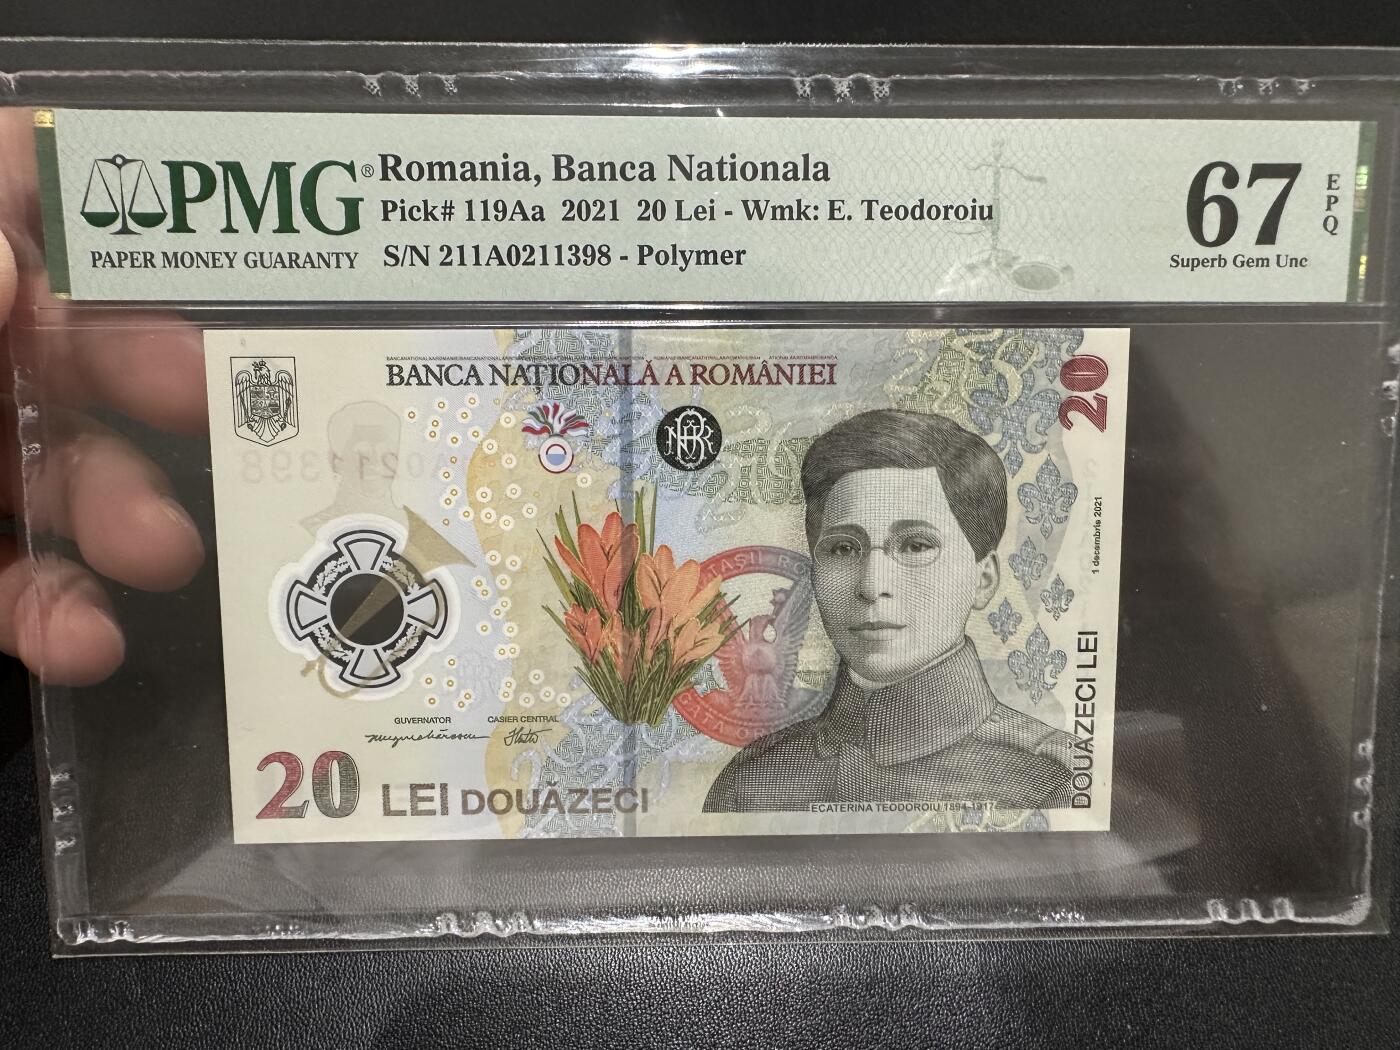 PMG®
PAPER MONEY GUARANTY
Romania, Banca Nationala
Pick# 119Aa 2021 20 Lei - Wmk: E. Teodoroiu
S/N 211A0211398 - Polymer
67
EPQ
Superb Gem Unc
BANCA NAȚIONALĂ A ROMÂNIEI
20
1 decembrie 2021
GUVERNATOR
CASIER CENTRAL
20 LEI DOUĂZECI
DOUĂZECI LEI
ECATERINA TEODOROIU 1894-1917